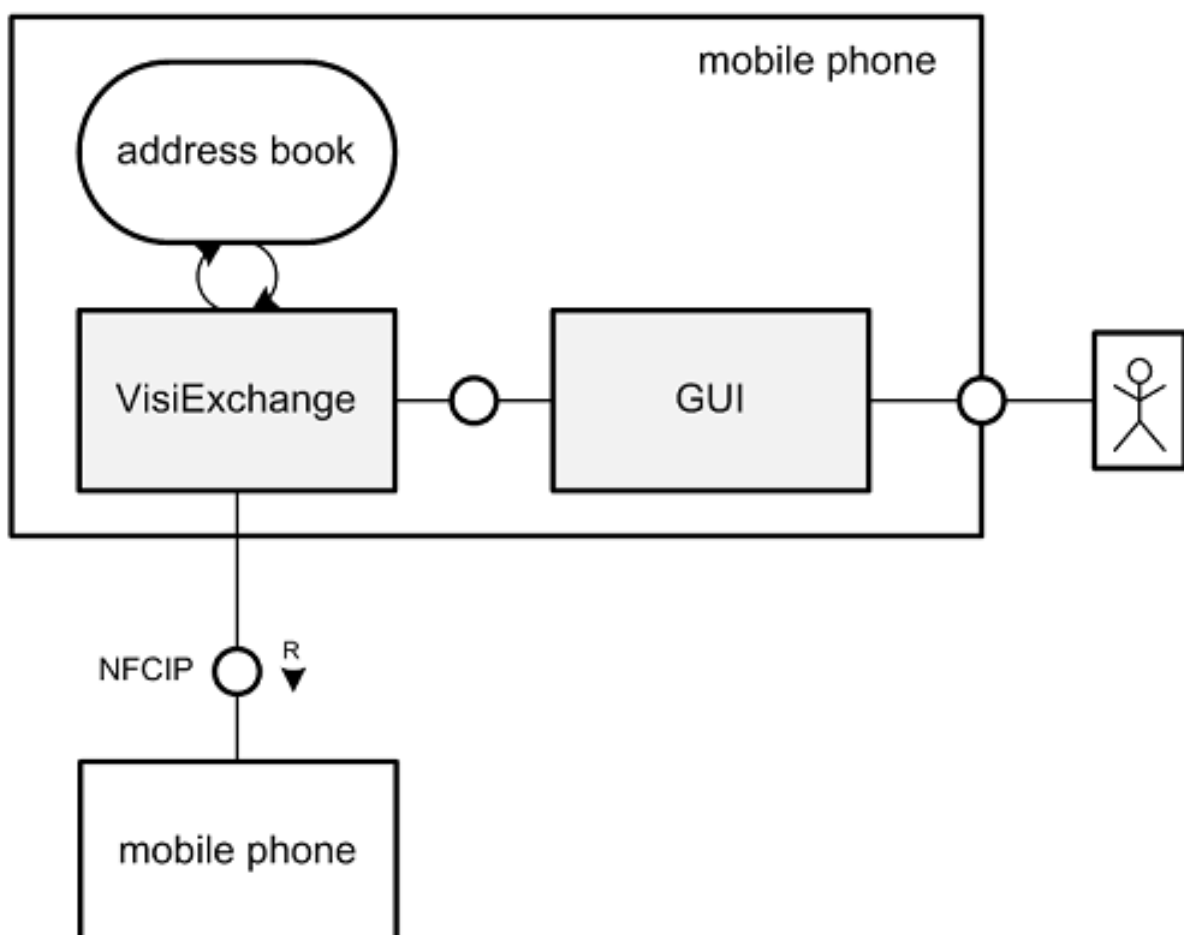 mobile phone
address book
VisiExchange
GUI
NFCIP
R
mobile phone